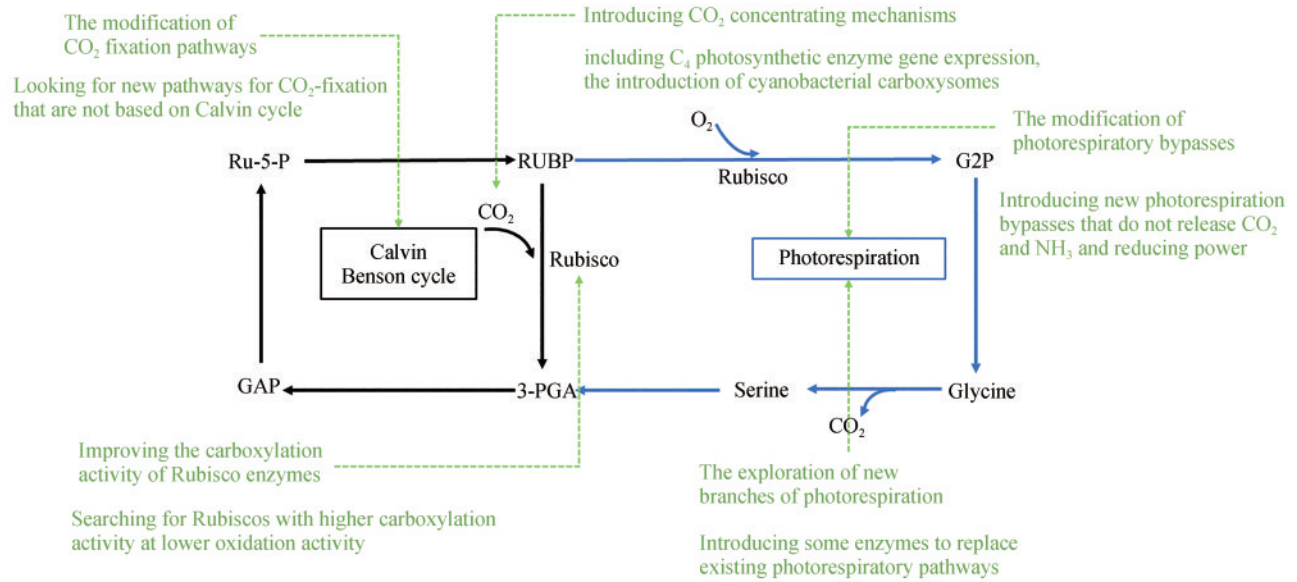 The modification of
CO₂ fixation pathways
Looking for new pathways for CO₂-fixation
that are not based on Calvin cycle
Introducing CO₂ concentrating mechanisms
including C₄ photosynthetic enzyme gene expression,
the introduction of cyanobacterial carboxysomes
The modification of
photorespiratory bypasses
Introducing new photorespiration
bypasses that do not release CO₂
and NH₃ and reducing power
O₂
Ru-5-P
RUBP
Rubisco
G2P
CO₂
Calvin
Benson cycle
Rubisco
Photorespiration
GAP
3-PGA
Serine
Glycine
CO₂
Improving the carboxylation
activity of Rubisco enzymes
Searching for Rubiscos with higher carboxylation
activity at lower oxidation activity
The exploration of new
branches of photorespiration
Introducing some enzymes to replace
existing photorespiratory pathways